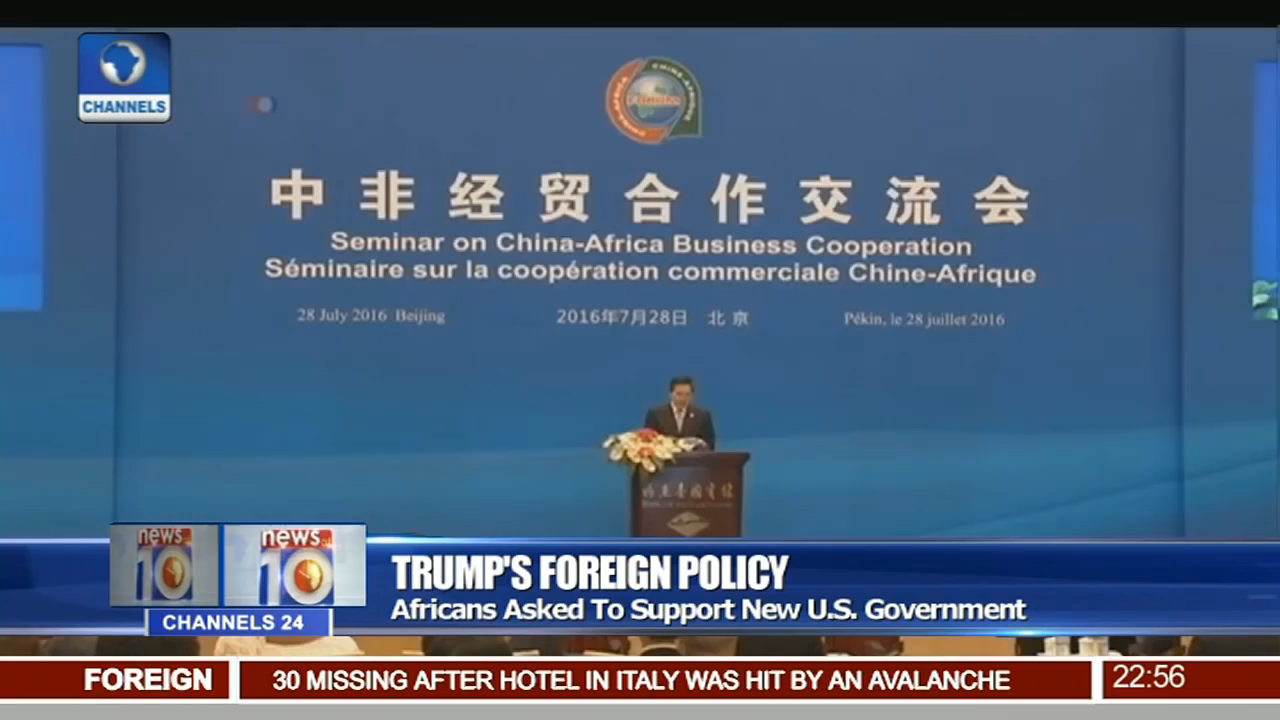 CHANNELS
FORUM
中非经贸合作交流会
Seminar on China-Africa Business Cooperation
Séminaire sur la coopération commerciale Chine-Afrique
28 July 2016 Beijing
2016年7月28日 北京
Pékin, le 28 juillet 2016
news
10
news
10
CHANNELS 24
TRUMP'S FOREIGN POLICY
Africans Asked To Support New U.S. Government
FOREIGN
30 MISSING AFTER HOTEL IN ITALY WAS HIT BY AN AVALANCHE
22:56